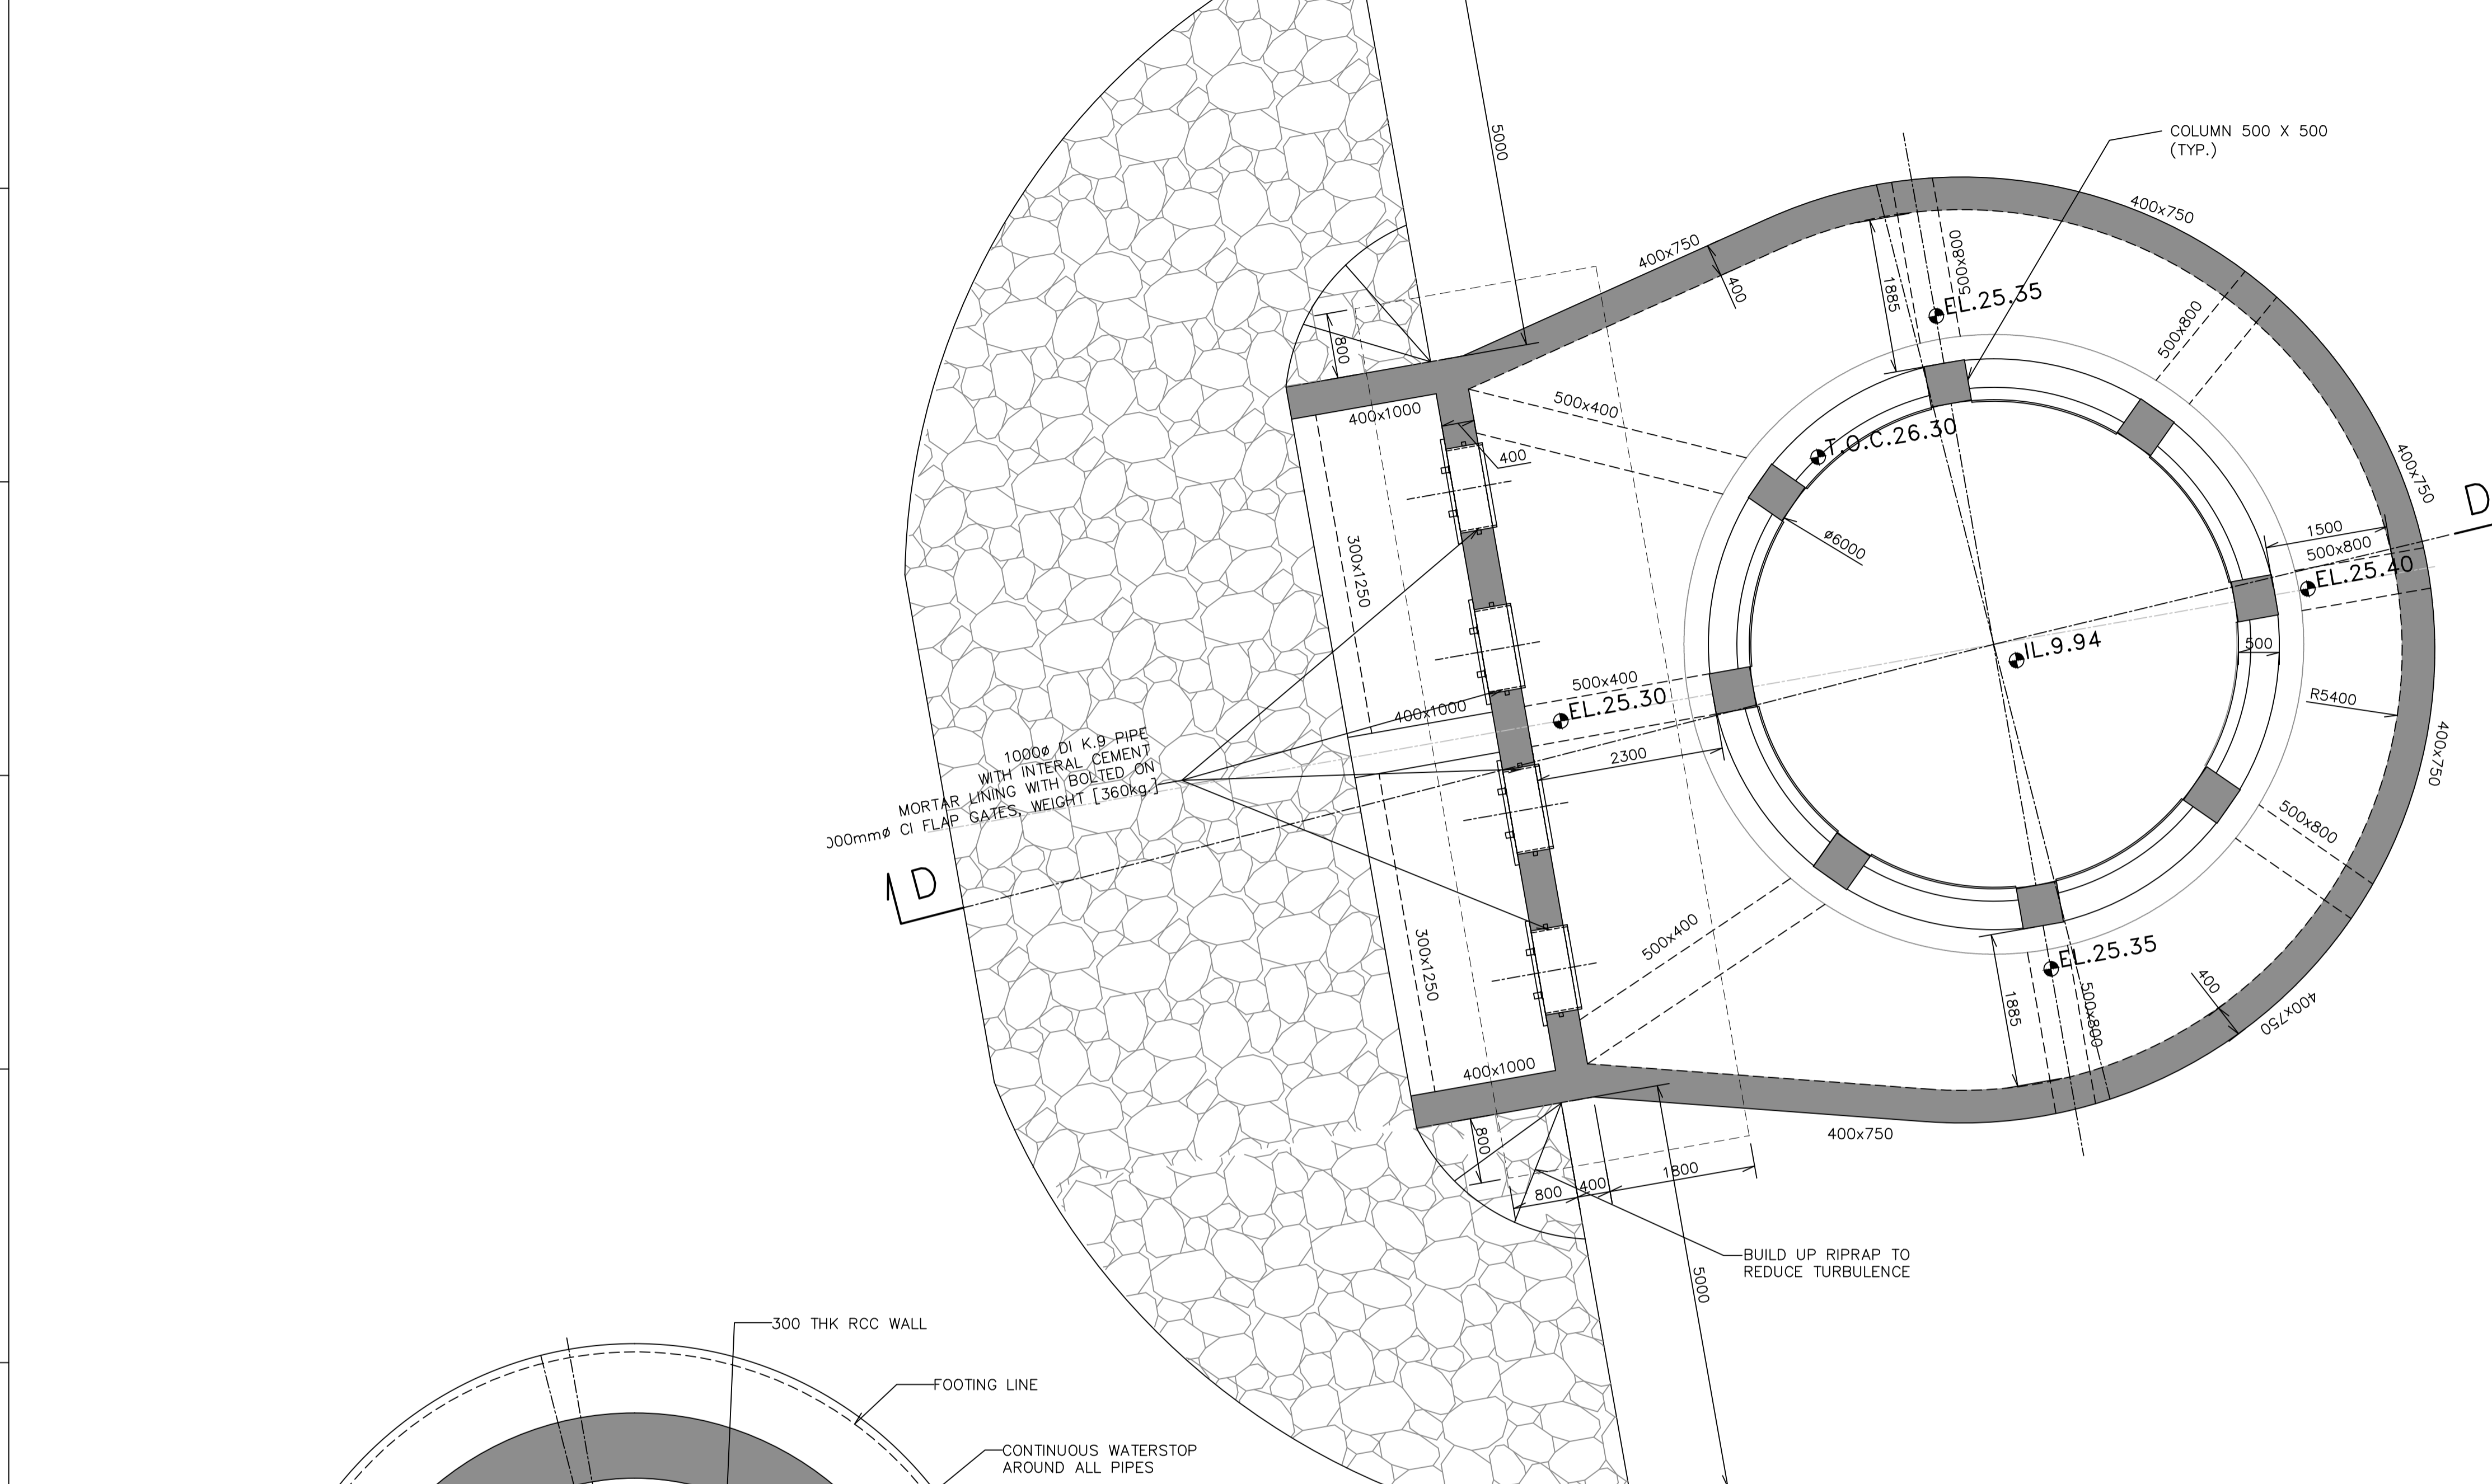 5000
COLUMN 500 X 500
(TYP.)
400x750
400x750
400
1885
500x800
EL.25.35
500x800
800
400x1000
500x400
400
T.O.C.26.30
400x750
D
1500
500x800
EL.25.40
ø6000
300x1250
IL.9.94
500
R5400
500x400
EL.25.30
400x1000
2300
400x750
1000ø DI K.9 PIPE
WITH INTERAL CEMENT
MORTAR LINING WITH BOLTED ON
000mmø CI FLAP GATES, WEIGHT [360kg.]
D
500x800
300x1250
500x400
EL.25.35
1885
500x800
400
400x750
400x1000
800
400x750
800
400
1800
BUILD UP RIPRAP TO
REDUCE TURBULENCE
5000
300 THK RCC WALL
FOOTING LINE
CONTINUOUS WATERSTOP
AROUND ALL PIPES